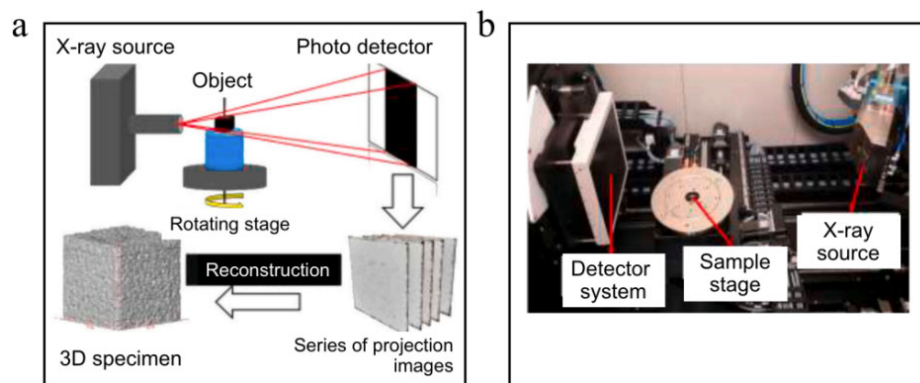 a
X-ray source
Photo detector
Object
Rotating stage
Reconstruction
3D specimen
Series of projection
images
b
Detector
system
Sample
stage
X-ray
source